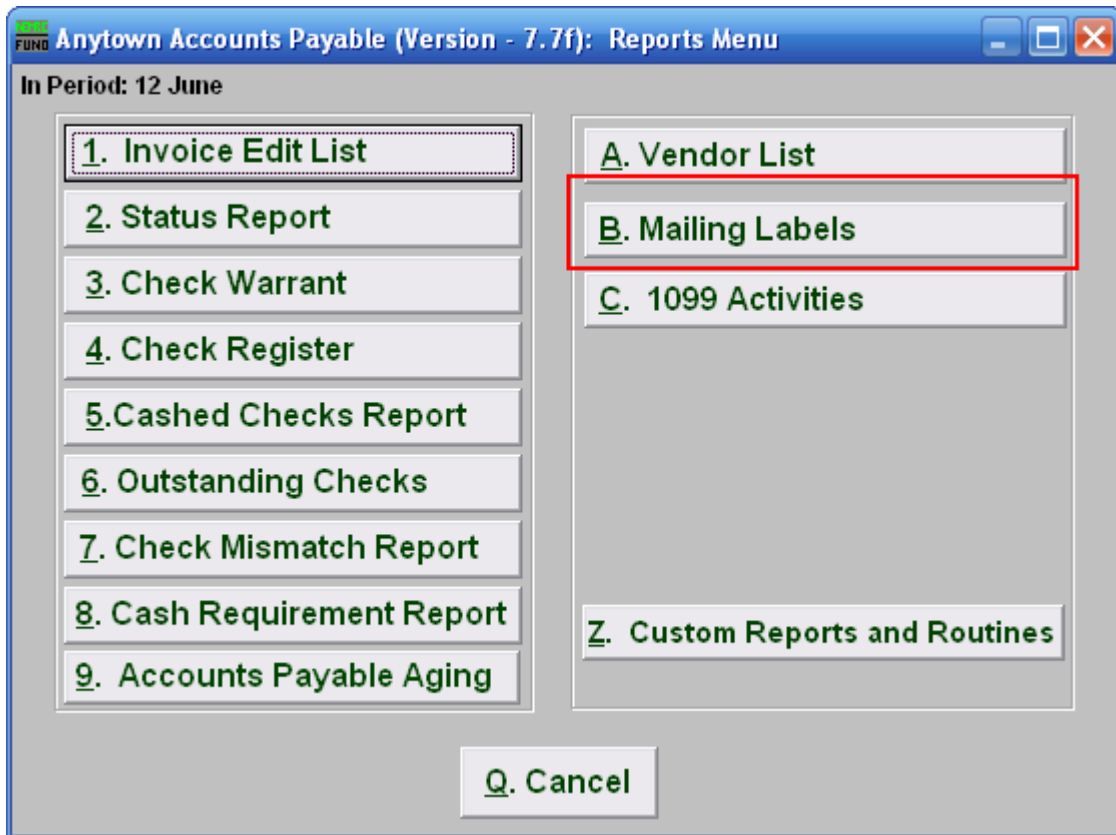 FUND Anytown Accounts Payable (Version - 7.7f): Reports Menu
In Period: 12 June
1. Invoice Edit List
2. Status Report
3. Check Warrant
4. Check Register
5.Cashed Checks Report
6. Outstanding Checks
7. Check Mismatch Report
8. Cash Requirement Report
9. Accounts Payable Aging
A. Vendor List
B. Mailing Labels
C. 1099 Activities
Z. Custom Reports and Routines
Q. Cancel